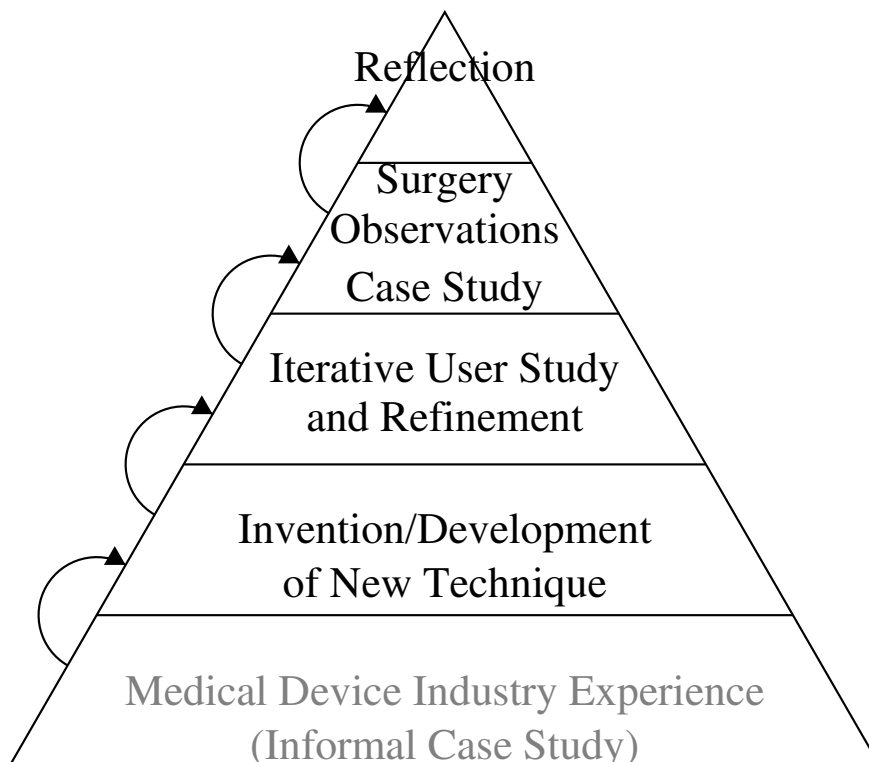 Reflection
Surgery
Observations
Case Study
Iterative User Study
and Refinement
Invention/Development
of New Technique
Medical Device Industry Experience
(Informal Case Study)